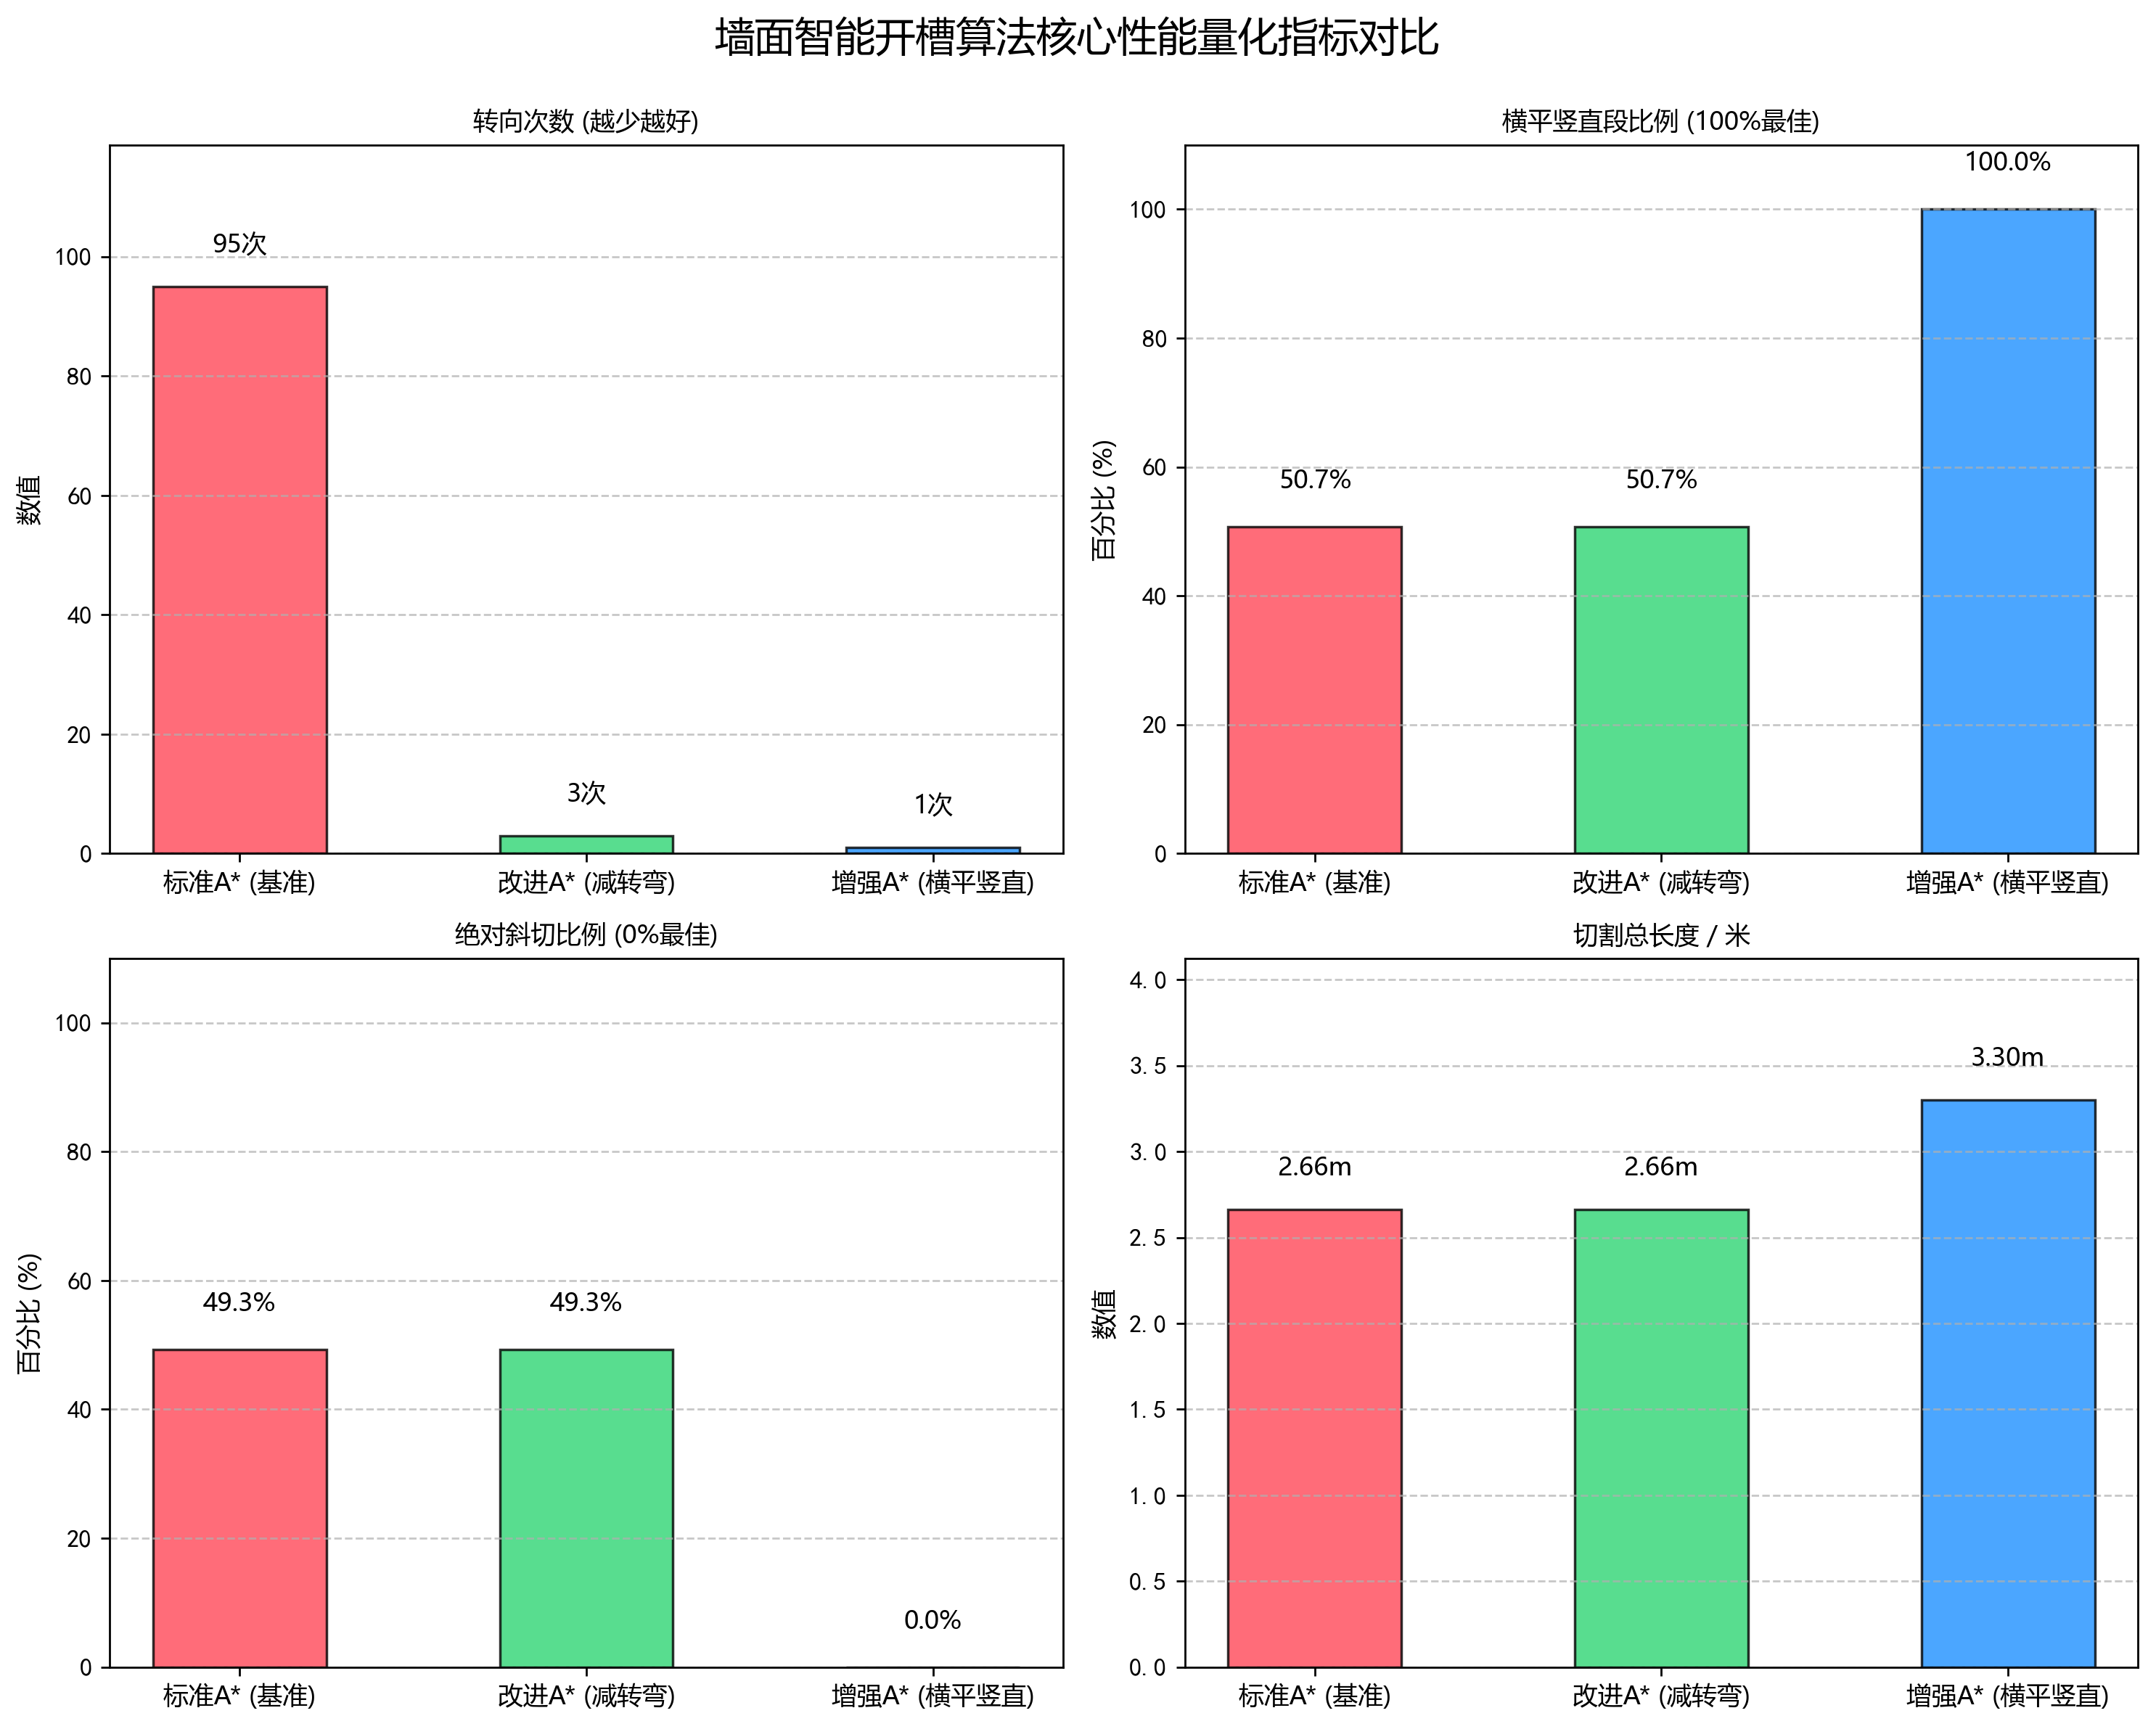 墙面智能开槽算法核心性能量化指标对比
转向次数 (越少越好)
数值
100
80
60
40
20
0
95次
3次
1次
标准A* (基准)
改进A* (减转弯)
增强A* (横平竖直)
横平竖直段比例 (100%最佳)
百分比 (%)
100
80
60
40
20
0
50.7%
50.7%
100.0%
标准A* (基准)
改进A* (减转弯)
增强A* (横平竖直)
绝对斜切比例 (0%最佳)
百分比 (%)
100
80
60
40
20
0
49.3%
49.3%
0.0%
标准A* (基准)
改进A* (减转弯)
增强A* (横平竖直)
切割总长度 / 米
数值
4.0
3.5
3.0
2.5
2.0
1.5
1.0
0.5
0.0
2.66m
2.66m
3.30m
标准A* (基准)
改进A* (减转弯)
增强A* (横平竖直)